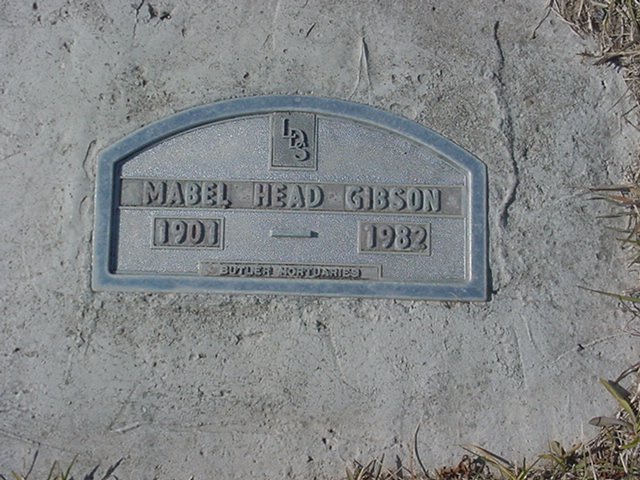 LDS
MABEL HEAD GIBSON
1901 - 1982
BUTLER MORTUARIES